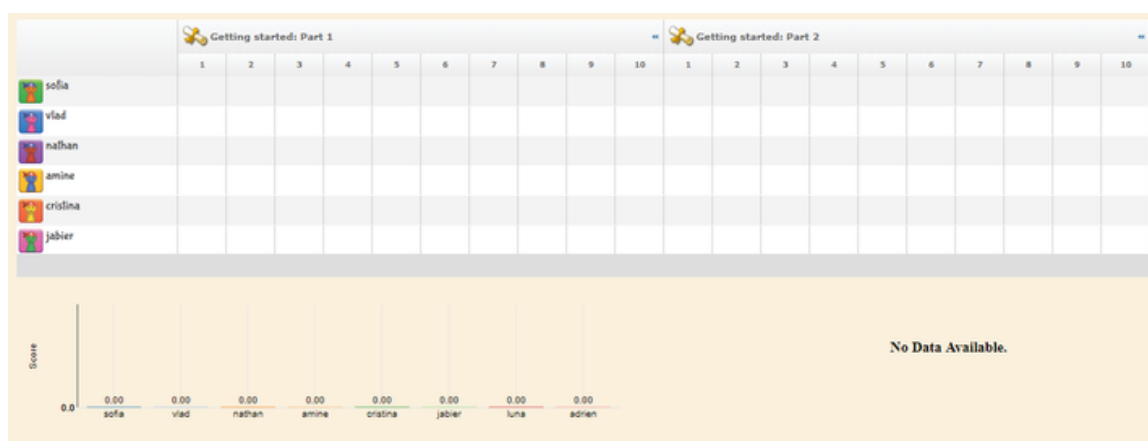 Getting started: Part 1 « Getting started: Part 2 «
1 2 3 4 5 6 7 8 9 10 1 2 3 4 5 6 7 8 9 10
sofia
vlad
nathan
amine
cristina
jabier
Score
No Data Available.
0.0 0.00 0.00 0.00 0.00 0.00 0.00 0.00 0.00
sofia vlad nathan amine cristina jabier luna adrien